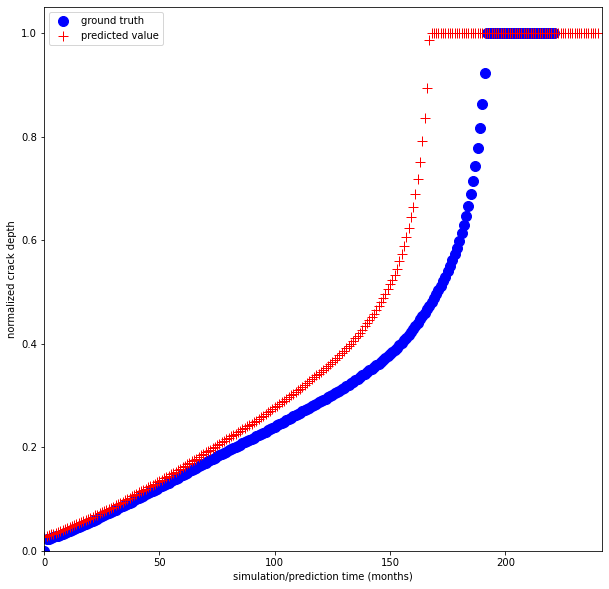 ground truth
predicted value
normalized crack depth
1.0
0.8
0.6
0.4
0.2
0.0
0
50
100
150
200
simulation/prediction time (months)